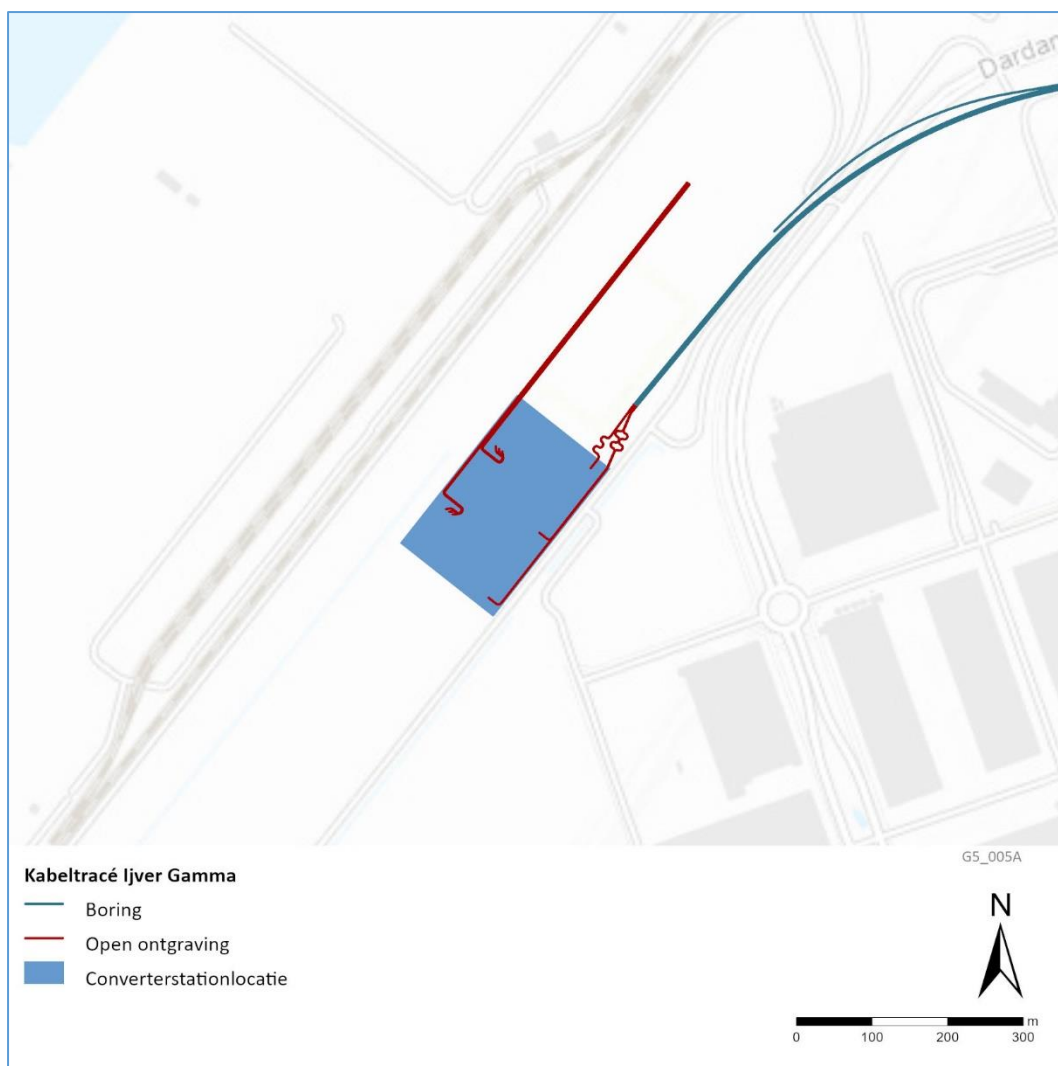 Dardan
G5_005A
Kabeltracé Ijver Gamma
Boring
Open ontgraving
Converterstationlocatie
N
m
0 100 200 300